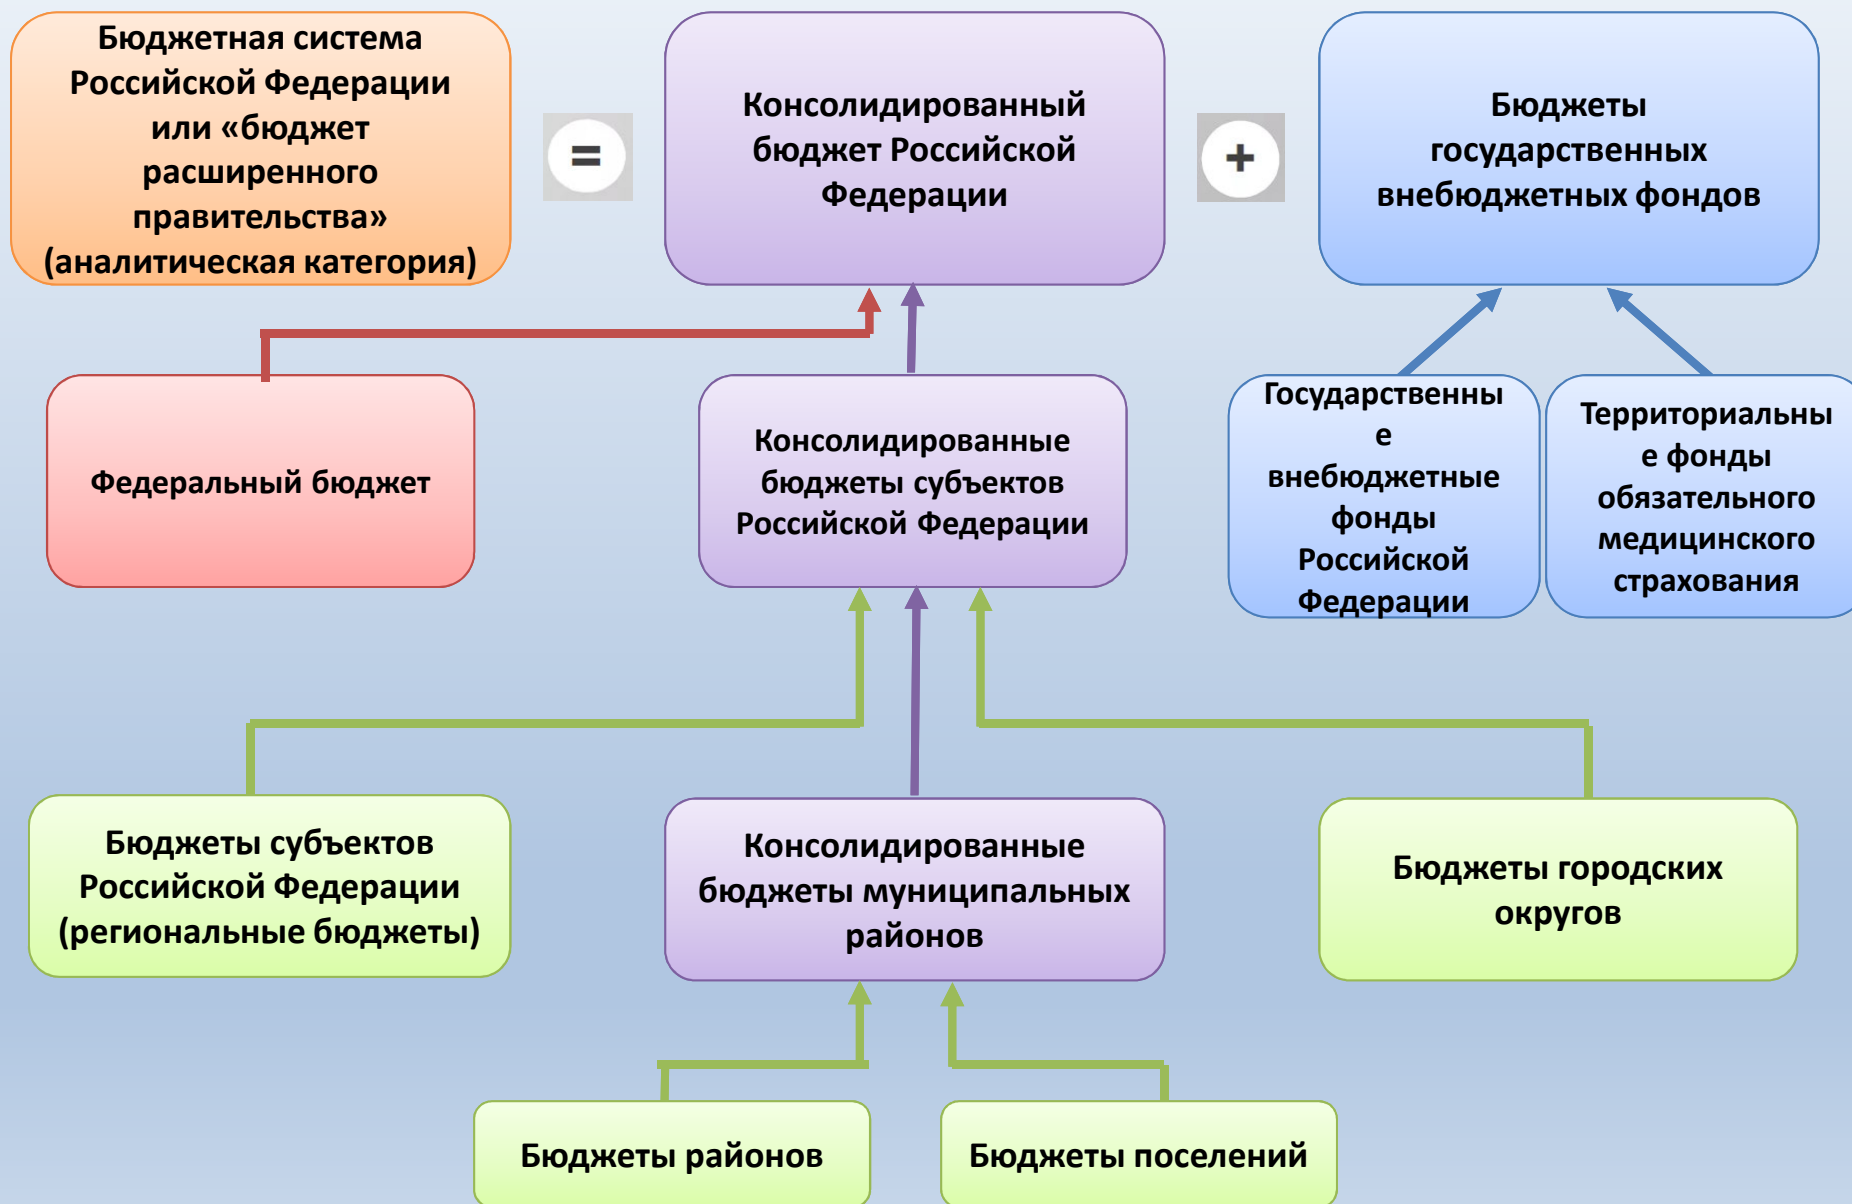 Бюджетная система
Российской Федерации
или «бюджет
расширенного
правительства»
(аналитическая категория)
=
Консолидированный
бюджет Российской
Федерации
+
Бюджеты
государственных
внебюджетных фондов
Федеральный бюджет
Консолидированные
бюджеты субъектов
Российской Федерации
Государственны
е
внебюджетные
фонды
Российской
Федерации
Территориальны
е фонды
обязательного
медицинского
страхования
Бюджеты субъектов
Российской Федерации
(региональные бюджеты)
Консолидированные
бюджеты муниципальных
районов
Бюджеты городских
округов
Бюджеты районов
Бюджеты поселений